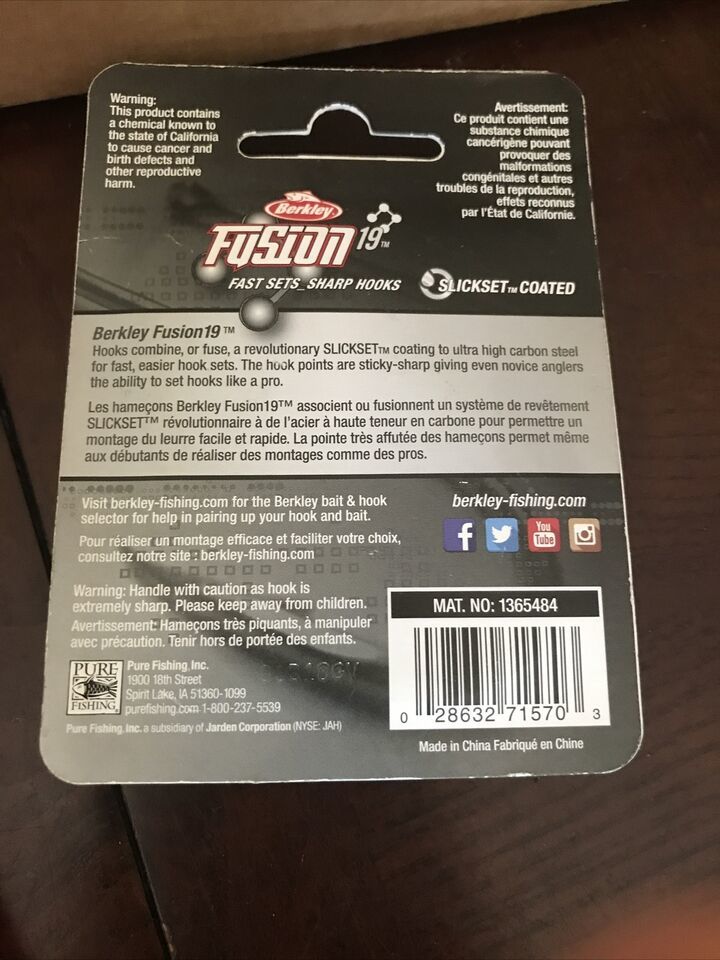 Warning:
This product contains
a chemical known to
the state of California
to cause cancer and
birth defects and
other reproductive
harm.
Avertissement:
Ce produit contient une
substance chimique
cancérigène pouvant
provoquer des
malformations
congénitales et autres
troubles de la reproduction,
effets reconnus
par l'État de Californie.
Berkley
FUSION 19™
FAST SETS_SHARP HOOKS
SLICKSET™ COATED
Berkley Fusion19™
Hooks combine, or fuse, a revolutionary SLICKSET™ coating to ultra high carbon steel
for fast, easier hook sets. The hook points are sticky-sharp giving even novice anglers
the ability to set hooks like a pro.
Les hameçons Berkley Fusion19™ associent ou fusionnent un système de revêtement
SLICKSET™ révolutionnaire à de l'acier à haute teneur en carbone pour permettre un
montage du leurre facile et rapide. La pointe très affutée des hameçons permet même
aux débutants de réaliser des montages comme des pros.
Visit berkley-fishing.com for the Berkley bait & hook
selector for help in pairing up your hook and bait.
Pour réaliser un montage efficace et faciliter votre choix,
consultez notre site : berkley-fishing.com
berkley-fishing.com
f
You
Tube
Warning: Handle with caution as hook is
extremely sharp. Please keep away from children.
Avertissement: Hameçons très piquants, à manipuler
avec précaution. Tenir hors de portée des enfants.
PURE
FISHING
Pure Fishing, Inc.
1900 18th Street
Spirit Lake, IA 51360-1099
purefishing.com 1-800-237-5539
Pure Fishing, Inc. a subsidiary of Jarden Corporation (NYSE: JAH)
MAT. NO: 1365484
0 28632 71570 3
Made in China Fabriqué en Chine